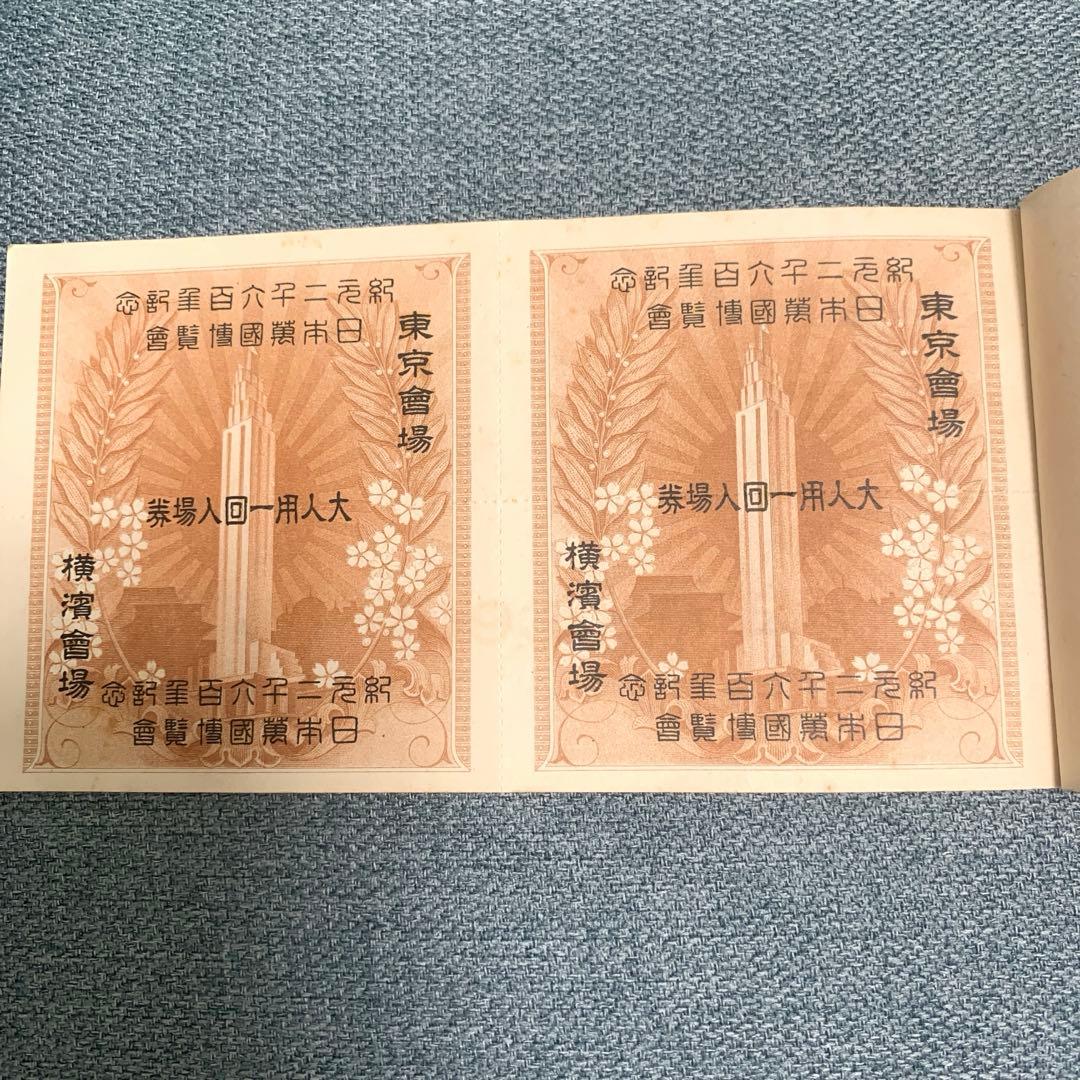 紀元二千六百年記念
日本萬國博覽會
東京會場
大人用一回入場券
橫濱會場
紀元二千六百年記念
日本萬國博覽會
紀元二千六百年記念
日本萬國博覽會
東京會場
大人用一回入場券
橫濱會場
紀元二千六百年記念
日本萬國博覽會